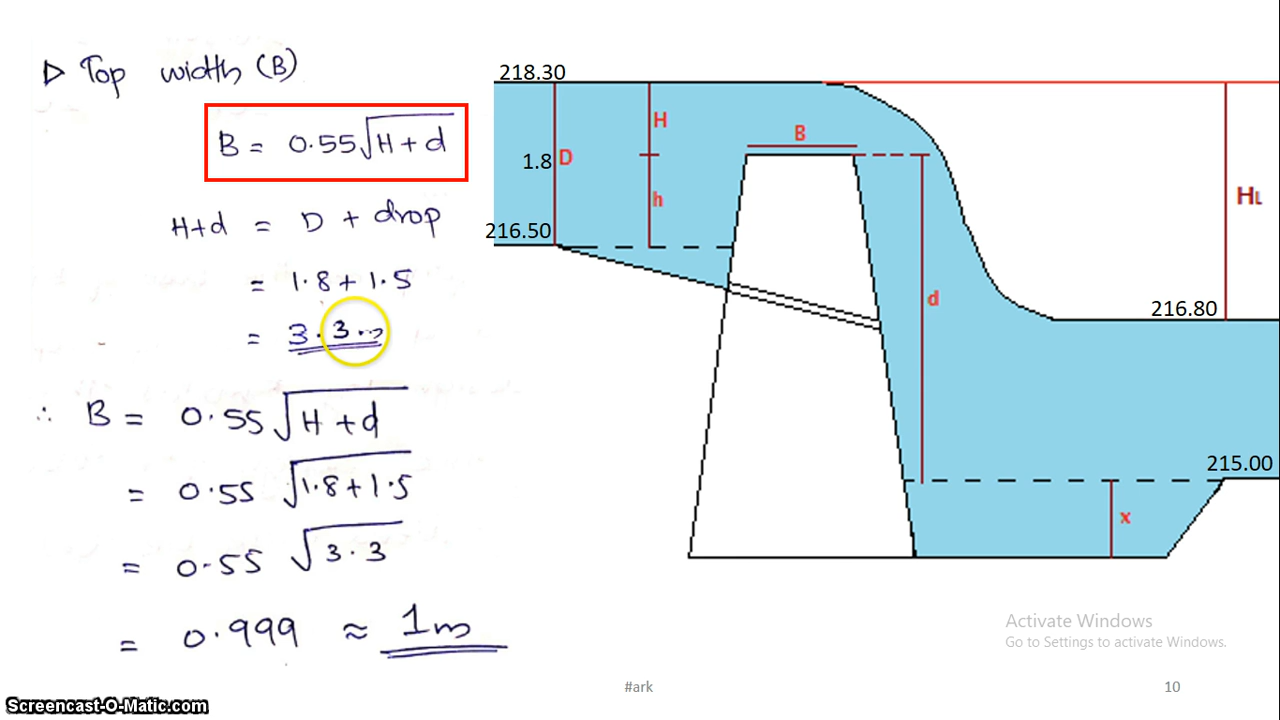 ▷ Top width (B)
B = 0.55√H + d
H+d = D + drop
= 1.8 + 1.5
= 3.3 m
∴ B = 0.55 √H + d
= 0.55 √1.8 + 1.5
= 0.55 √3.3
= 0.999 ≈ 1m
218.30
H
B
1.8 D
h
HL
216.50
d
216.80
215.00
x
Activate Windows
Go to Settings to activate Windows.
#ark
10
Screencast-O-Matic.com